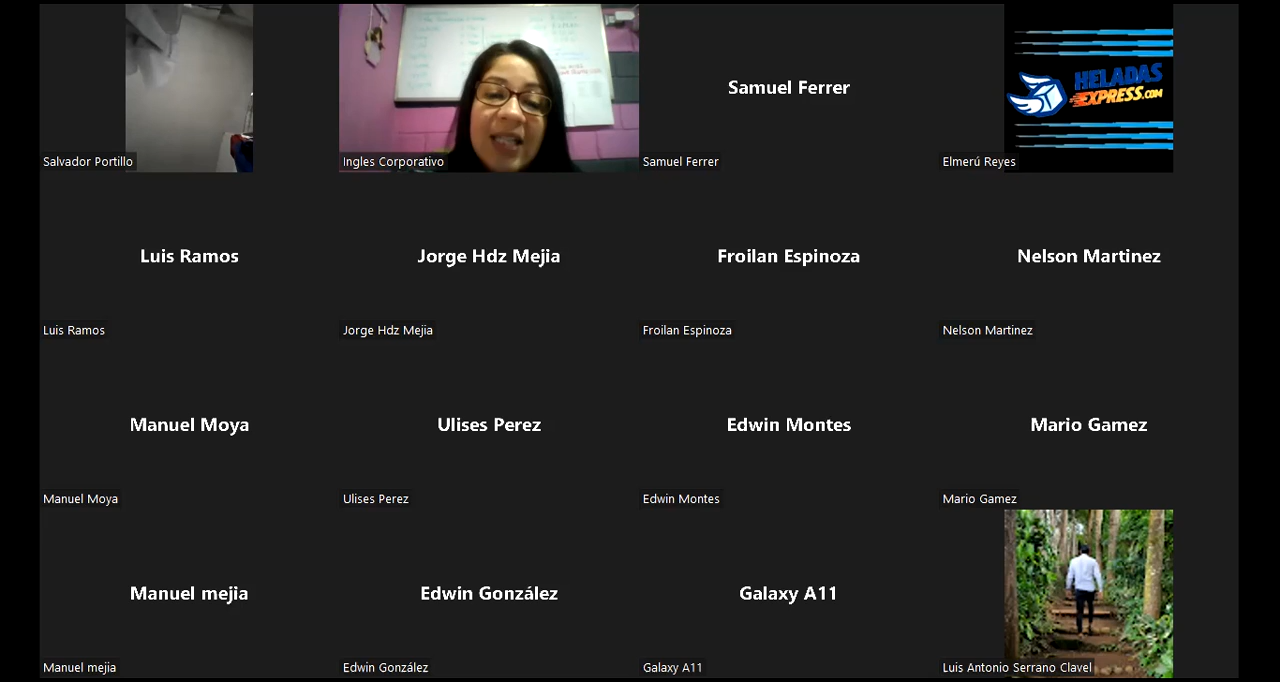 Salvador Portillo
Ingles Corporativo
Samuel Ferrer
Samuel Ferrer
HELADAS
EXPRESS.COM
Elmerú Reyes
Luis Ramos
Luis Ramos
Jorge Hdz Mejia
Jorge Hdz Mejia
Froilan Espinoza
Froilan Espinoza
Nelson Martinez
Nelson Martinez
Manuel Moya
Manuel Moya
Ulises Perez
Ulises Perez
Edwin Montes
Edwin Montes
Mario Gamez
Mario Gamez
Manuel mejia
Manuel mejia
Edwin González
Edwin González
Galaxy A11
Galaxy A11
Luis Antonio Serrano Clavel